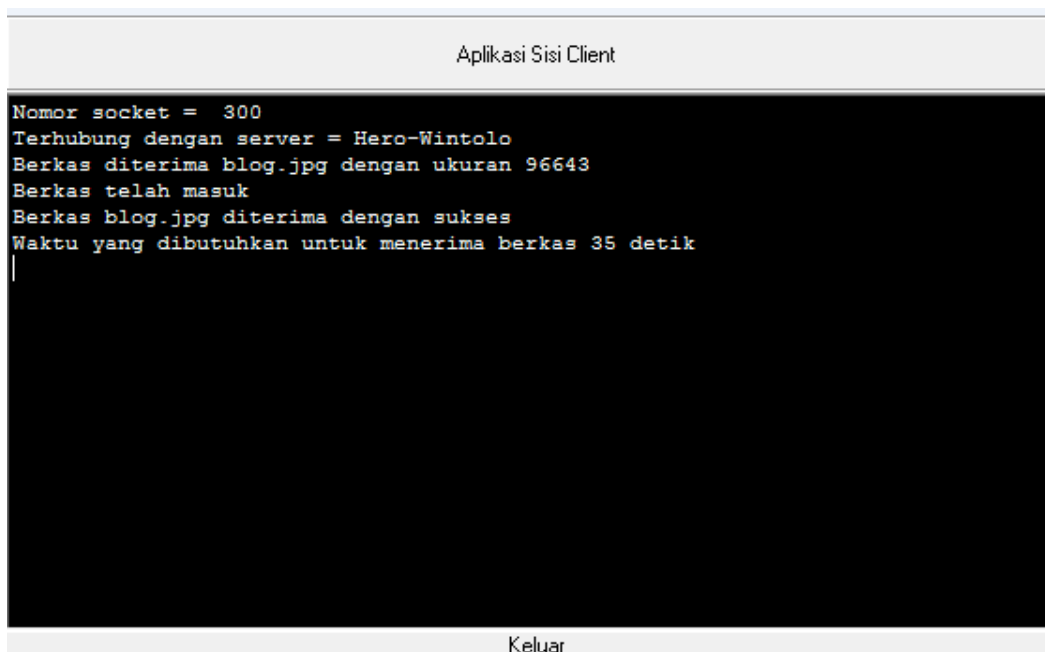 Aplikasi Sisi Client
Nomor socket =  300
Terhubung dengan server = Hero-Wintolo
Berkas diterima blog.jpg dengan ukuran 96643
Berkas telah masuk
Berkas blog.jpg diterima dengan sukses
Waktu yang dibutuhkan untuk menerima berkas 35 detik
Keluar